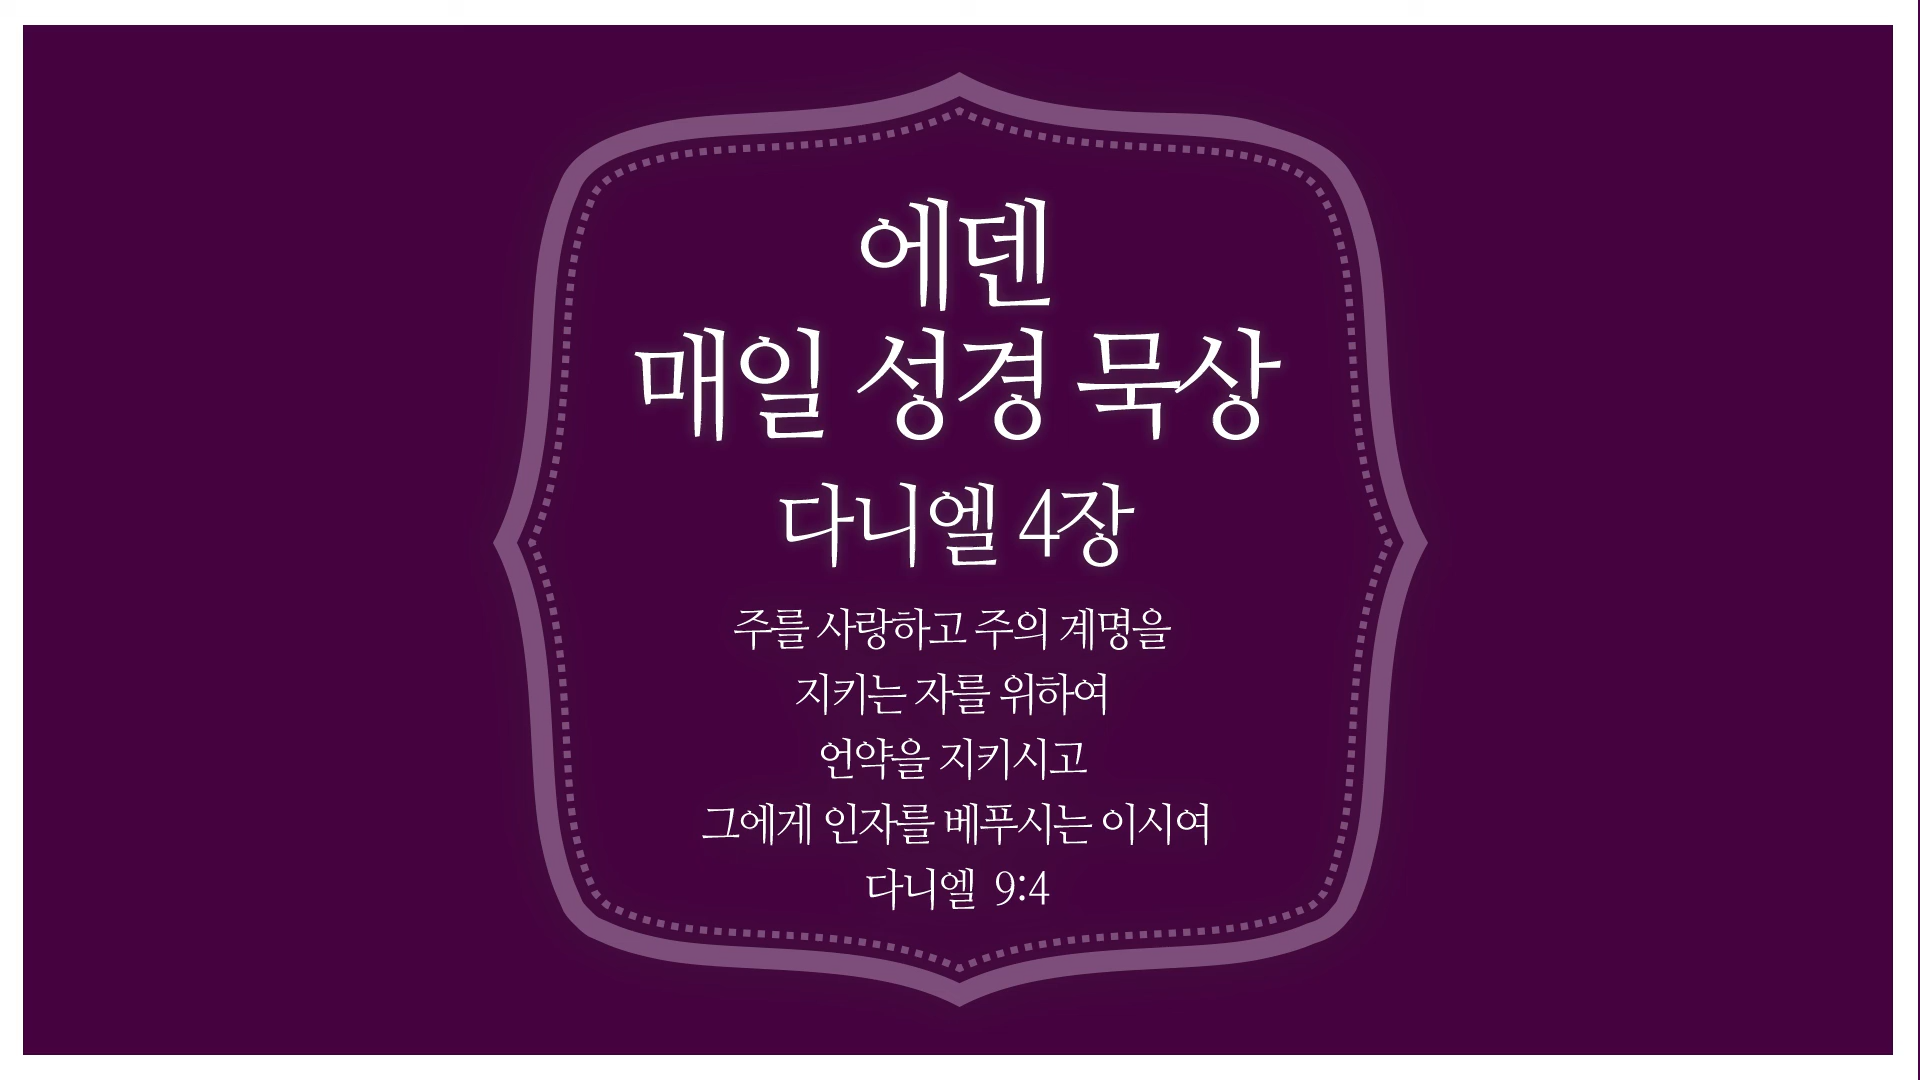 에덴
매일 성경 묵상
다니엘 4장
주를 사랑하고 주의 계명을
지키는 자를 위하여
언약을 지키시고
그에게 인자를 베푸시는 이시여
다니엘 9:4